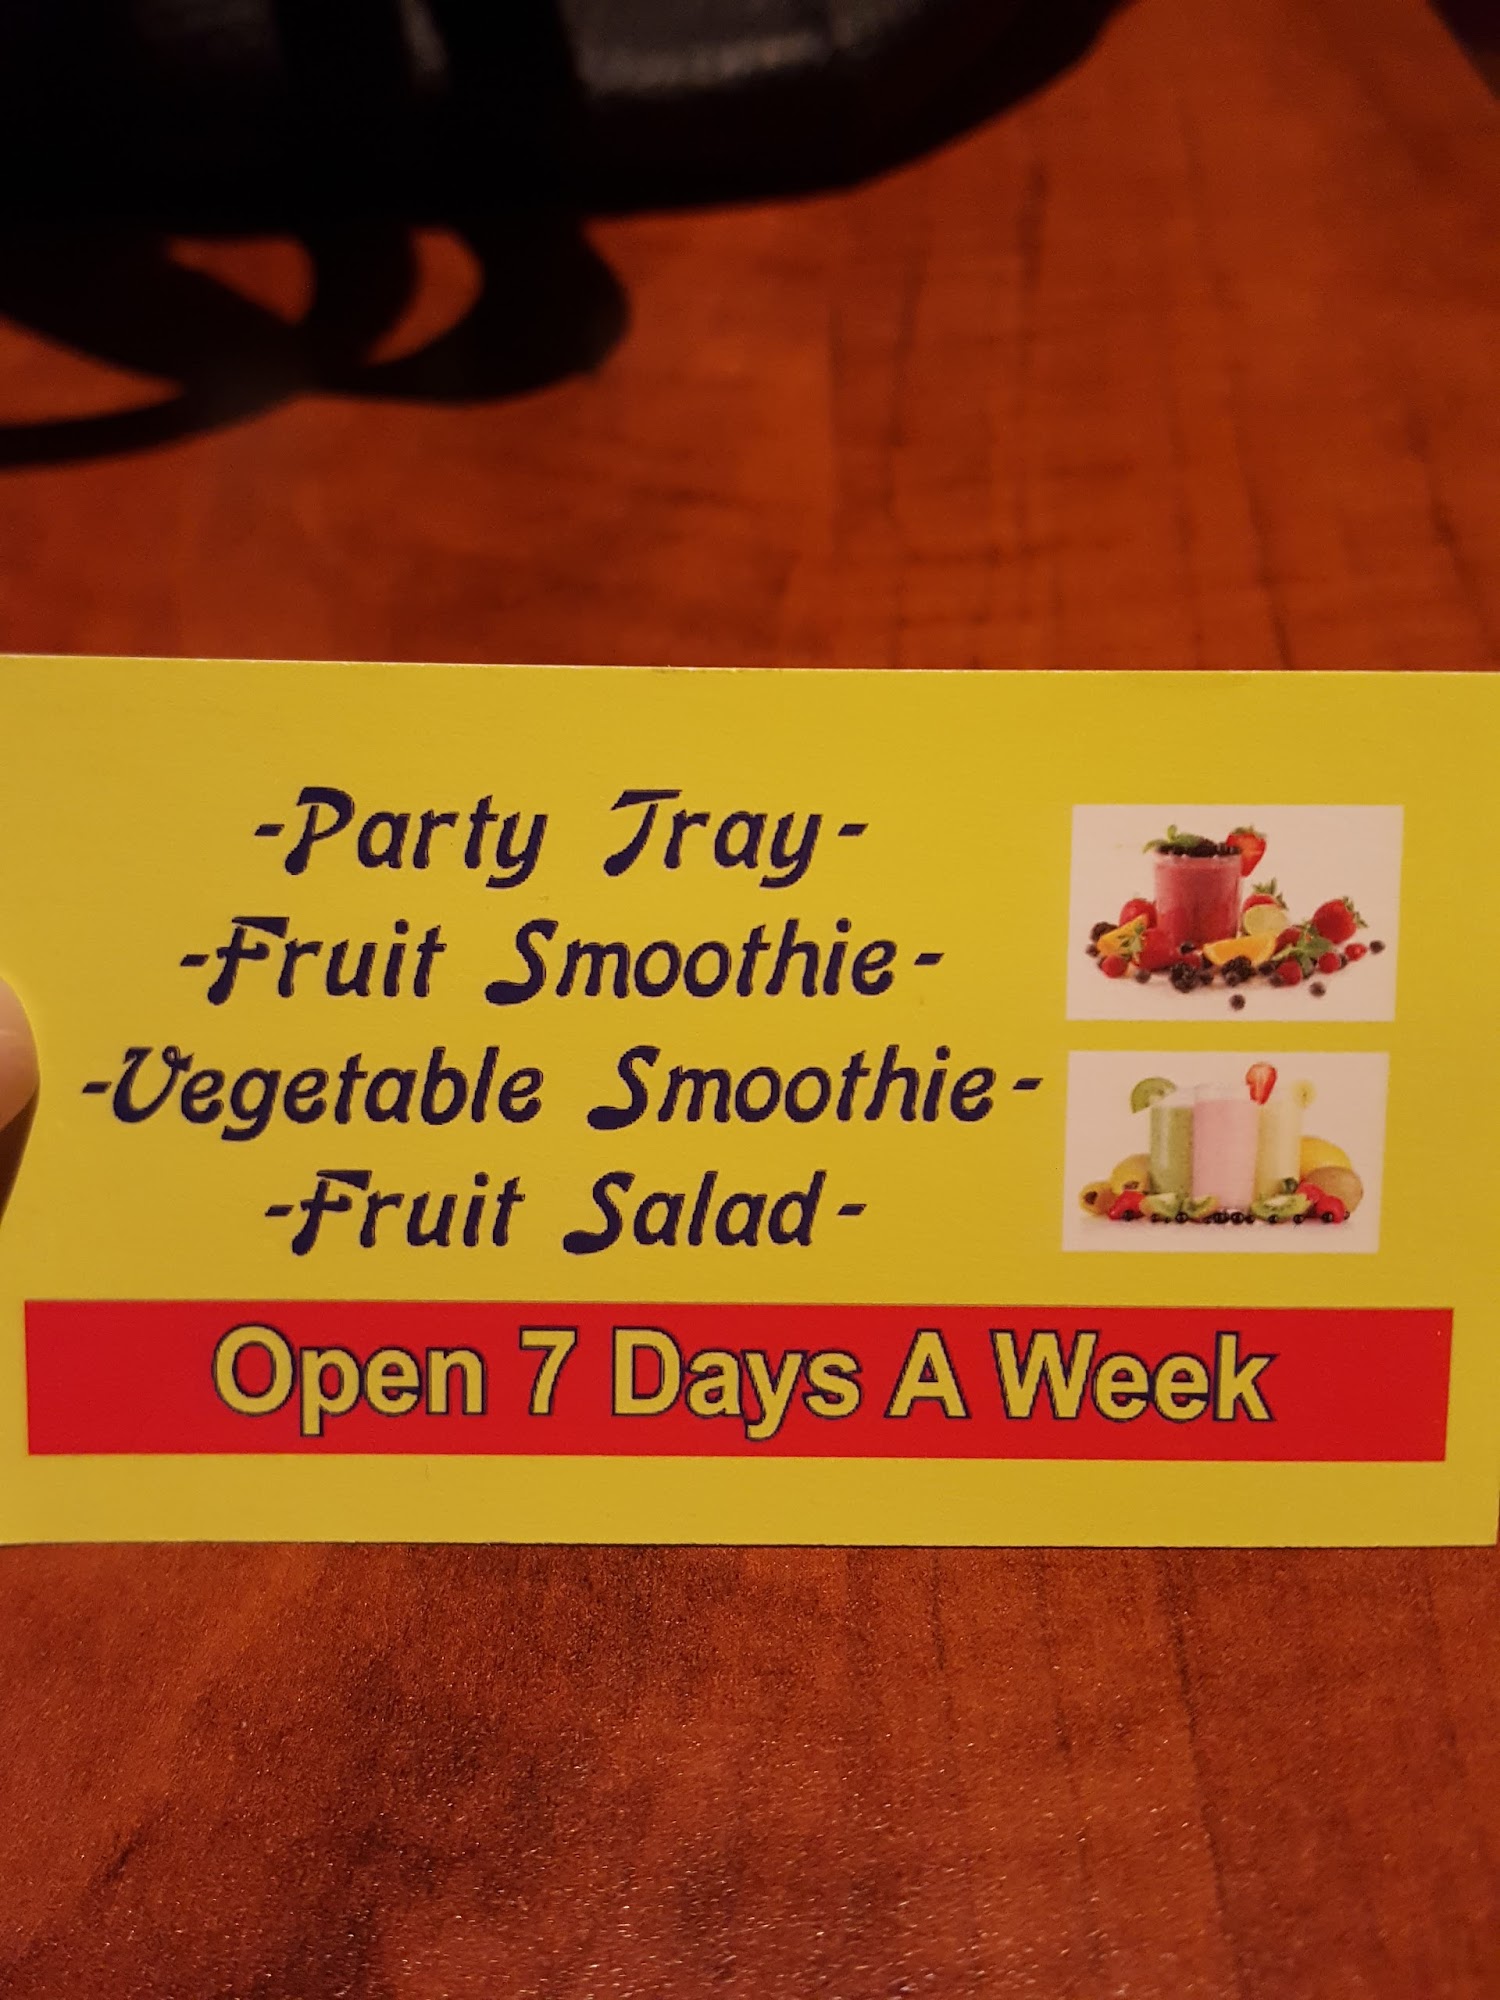 -Party Tray-
-Fruit Smoothie-
-Vegetable Smoothie-
-Fruit Salad-
Open 7 Days A Week